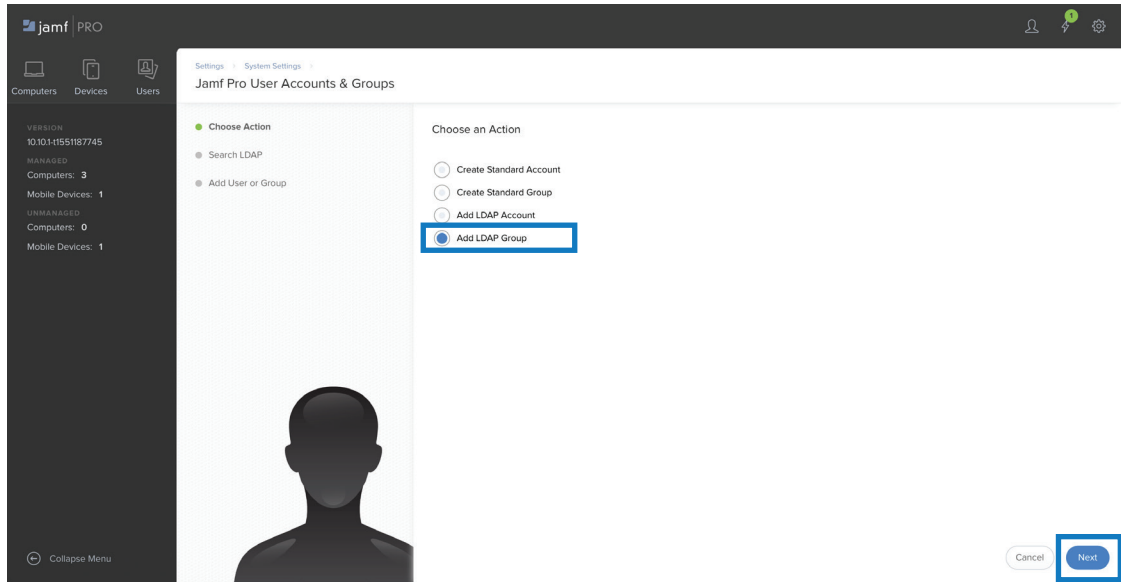 jamf PRO
1
Computers Devices Users
Settings System Settings
Jamf Pro User Accounts & Groups
VERSION
10.10.1-t1551187745
MANAGED
Computers: 3
Mobile Devices: 1
UNMANAGED
Computers: 0
Mobile Devices: 1
Choose Action
Search LDAP
Add User or Group
Choose an Action
Create Standard Account
Create Standard Group
Add LDAP Account
Add LDAP Group
Collapse Menu
Cancel Next